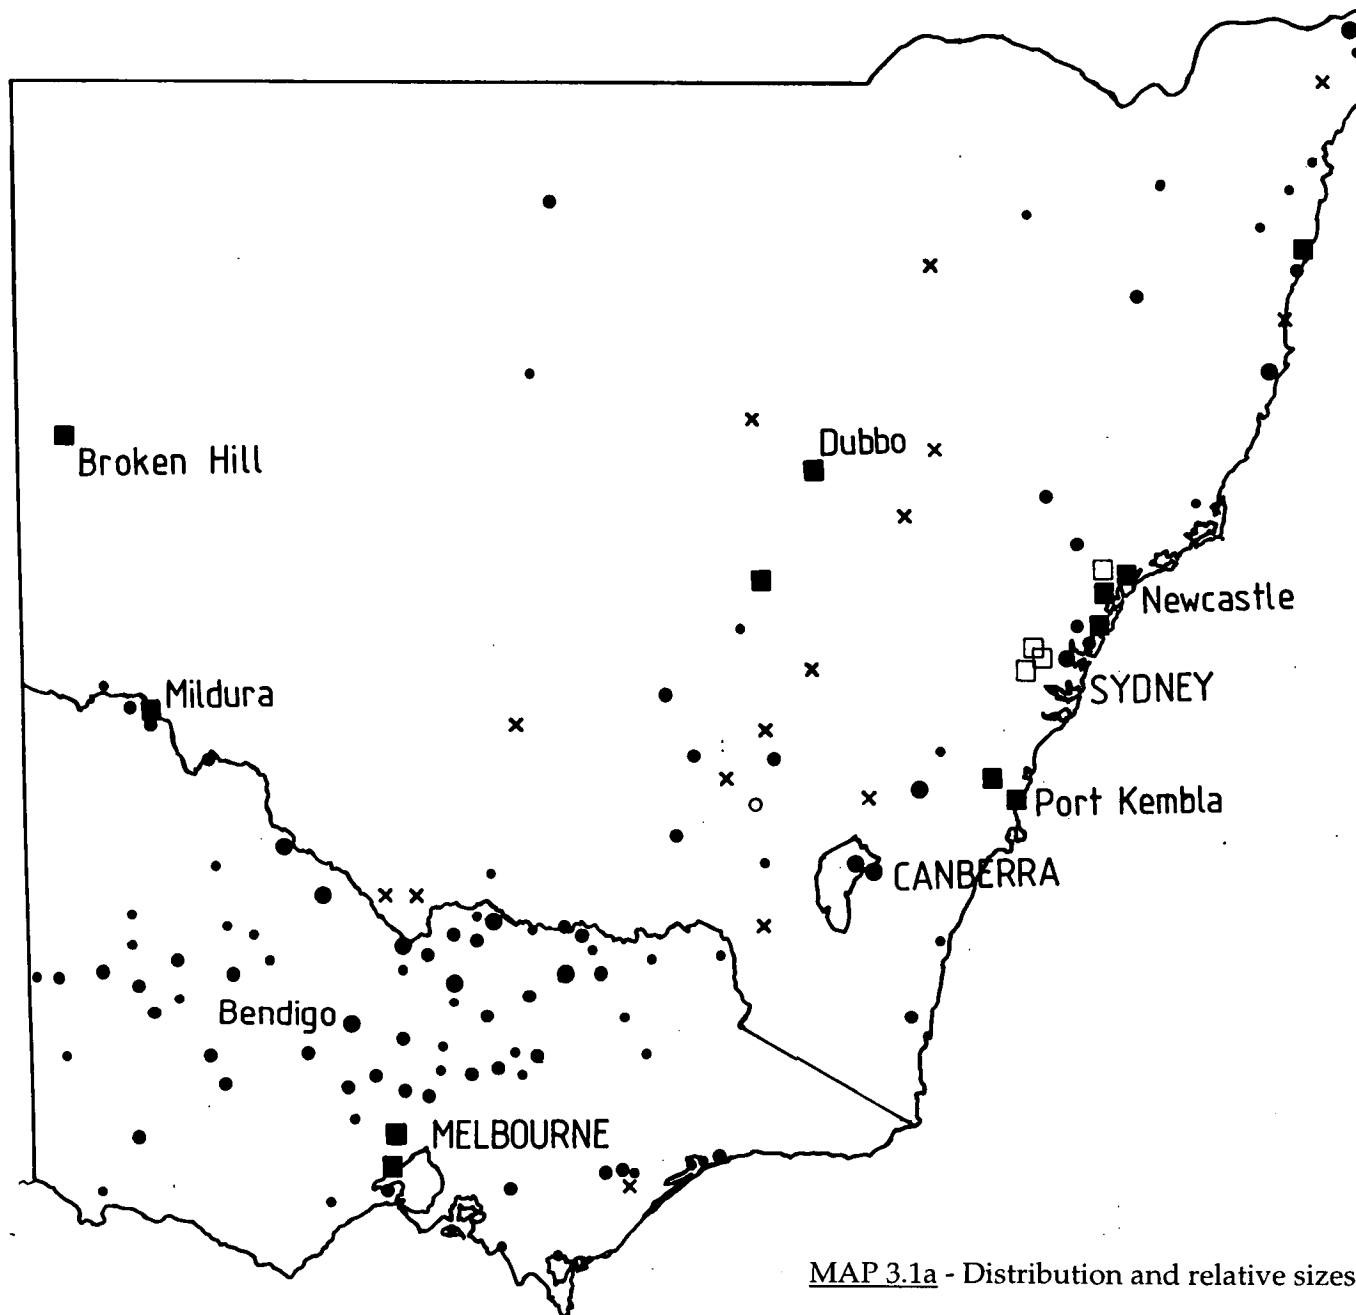 Dubbo
Broken Hill
Newcastle
Mildura
SYDNEY
Port Kembla
CANBERRA
Bendigo
MELBOURNE
MAP 3.1a - Distribution and relative sizes